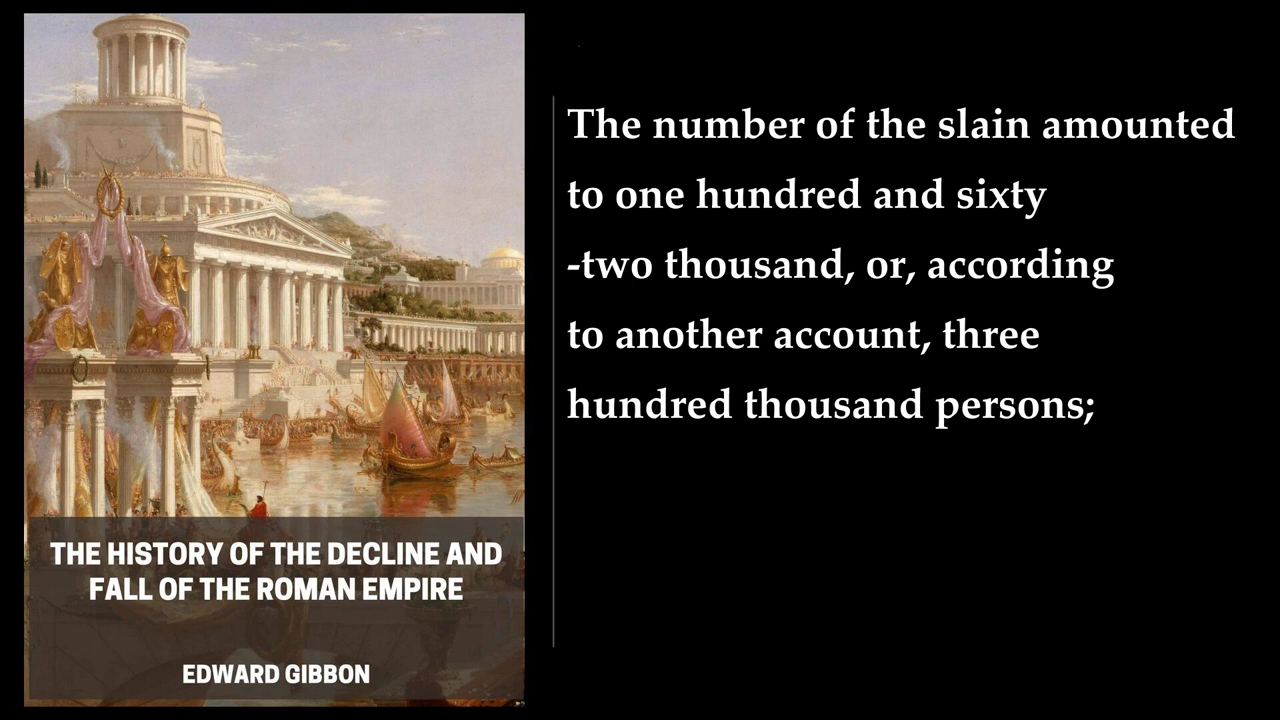 THE HISTORY OF THE DECLINE AND
FALL OF THE ROMAN EMPIRE
EDWARD GIBBON
The number of the slain amounted
to one hundred and sixty
-two thousand, or, according
to another account, three
hundred thousand persons;